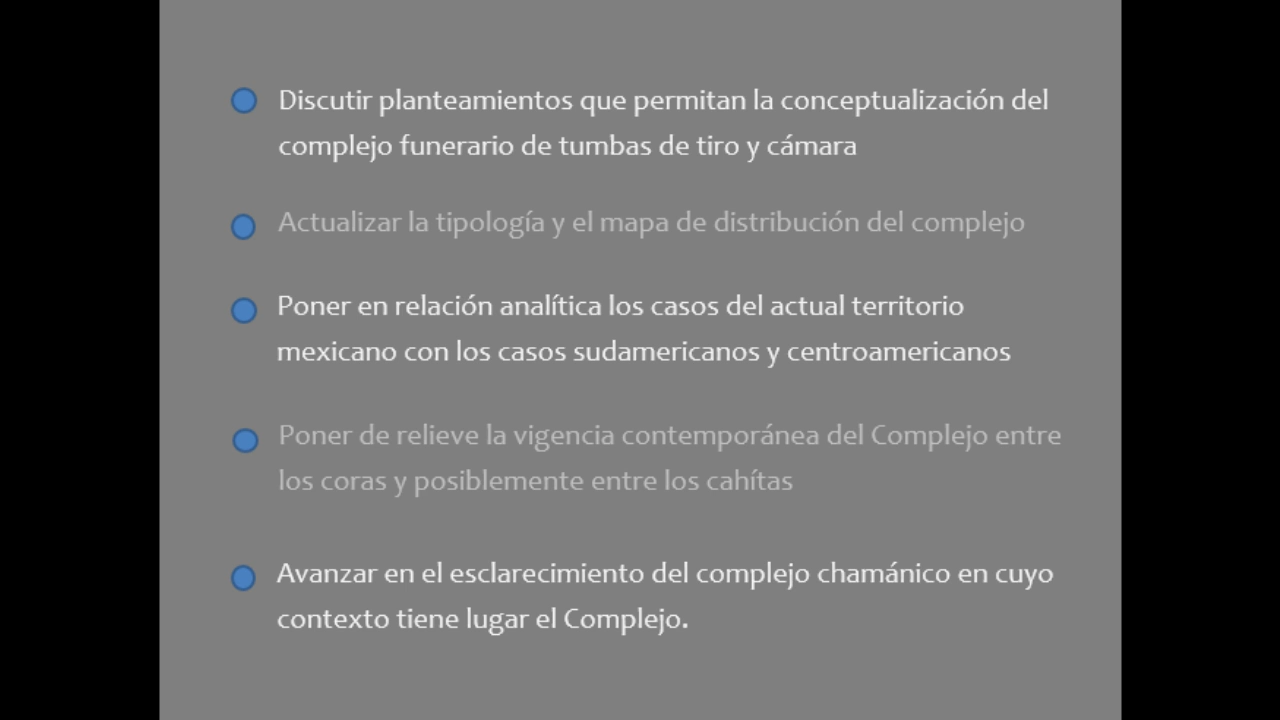 Discutir planteamientos que permitan la conceptualización del
complejo funerario de tumbas de tiro y cámara
Actualizar la tipología y el mapa de distribución del complejo
Poner en relación analítica los casos del actual territorio
mexicano con los casos sudamericanos y centroamericanos
Poner de relieve la vigencia contemporánea del Complejo entre
los coras y posiblemente entre los cahítas
Avanzar en el esclarecimiento del complejo chamánico en cuyo
contexto tiene lugar el Complejo.